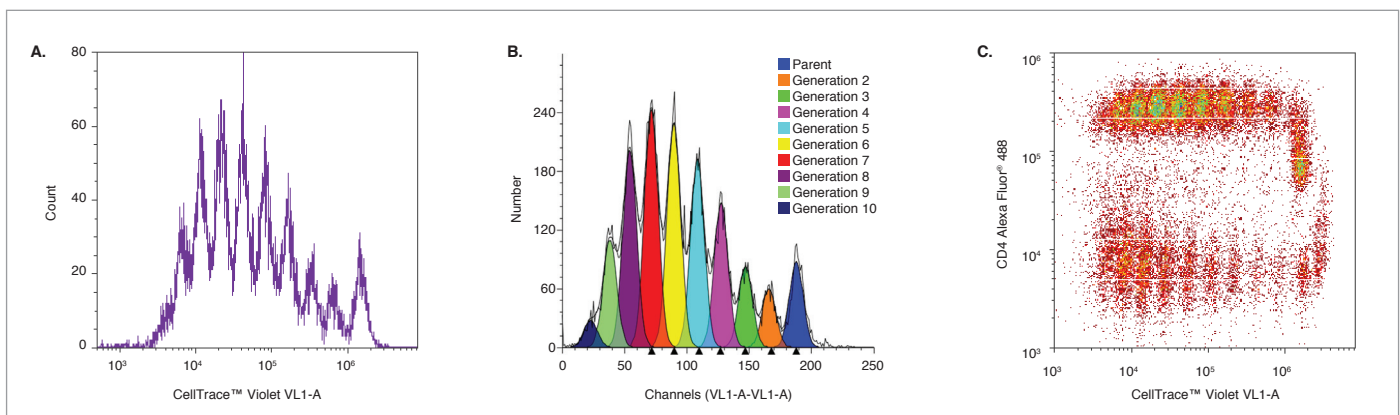 A.
80
60
40
20
0
Count
10³
10⁴
10⁵
10⁶
CellTrace™ Violet VL1-A
B.
240
180
120
60
0
Number
0
50
100
150
200
250
Channels (VL1-A-VL1-A)
Parent
Generation 2
Generation 3
Generation 4
Generation 5
Generation 6
Generation 7
Generation 8
Generation 9
Generation 10
C.
10⁶
10⁵
10⁴
10³
CD4 Alexa Fluor® 488
10³
10⁴
10⁵
10⁶
CellTrace™ Violet VL1-A